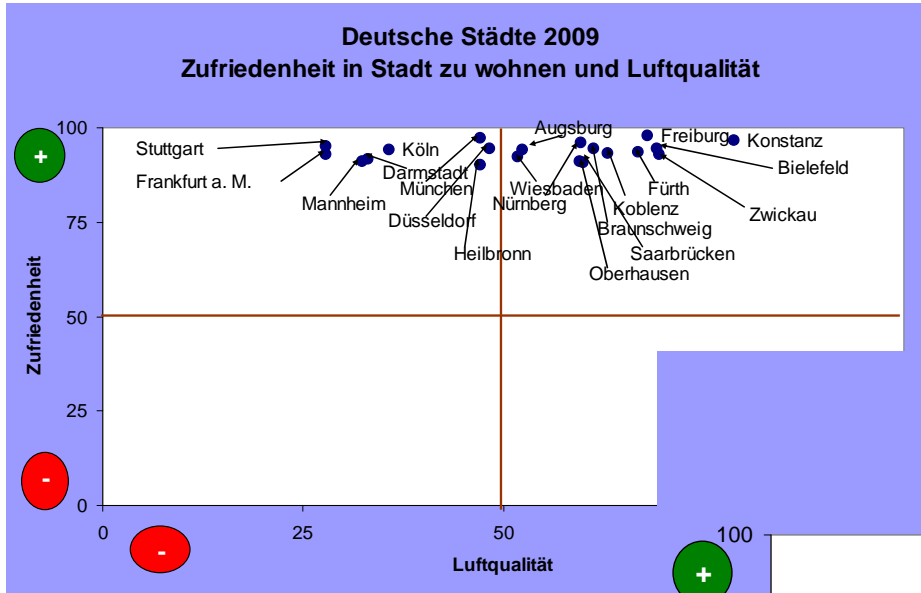 Deutsche Städte 2009
Zufriedenheit in Stadt zu wohnen und Luftqualität
Zufriedenheit
100
75
50
25
0
+
-
Stuttgart
Frankfurt a. M.
Köln
Darmstadt
Mannheim
München
Düsseldorf
Heilbronn
Augsburg
Wiesbaden
Nürnberg
Freiburg
Konstanz
Bielefeld
Fürth
Zwickau
Koblenz
Braunschweig
Saarbrücken
Oberhausen
0
25
50
100
-
Luftqualität
+